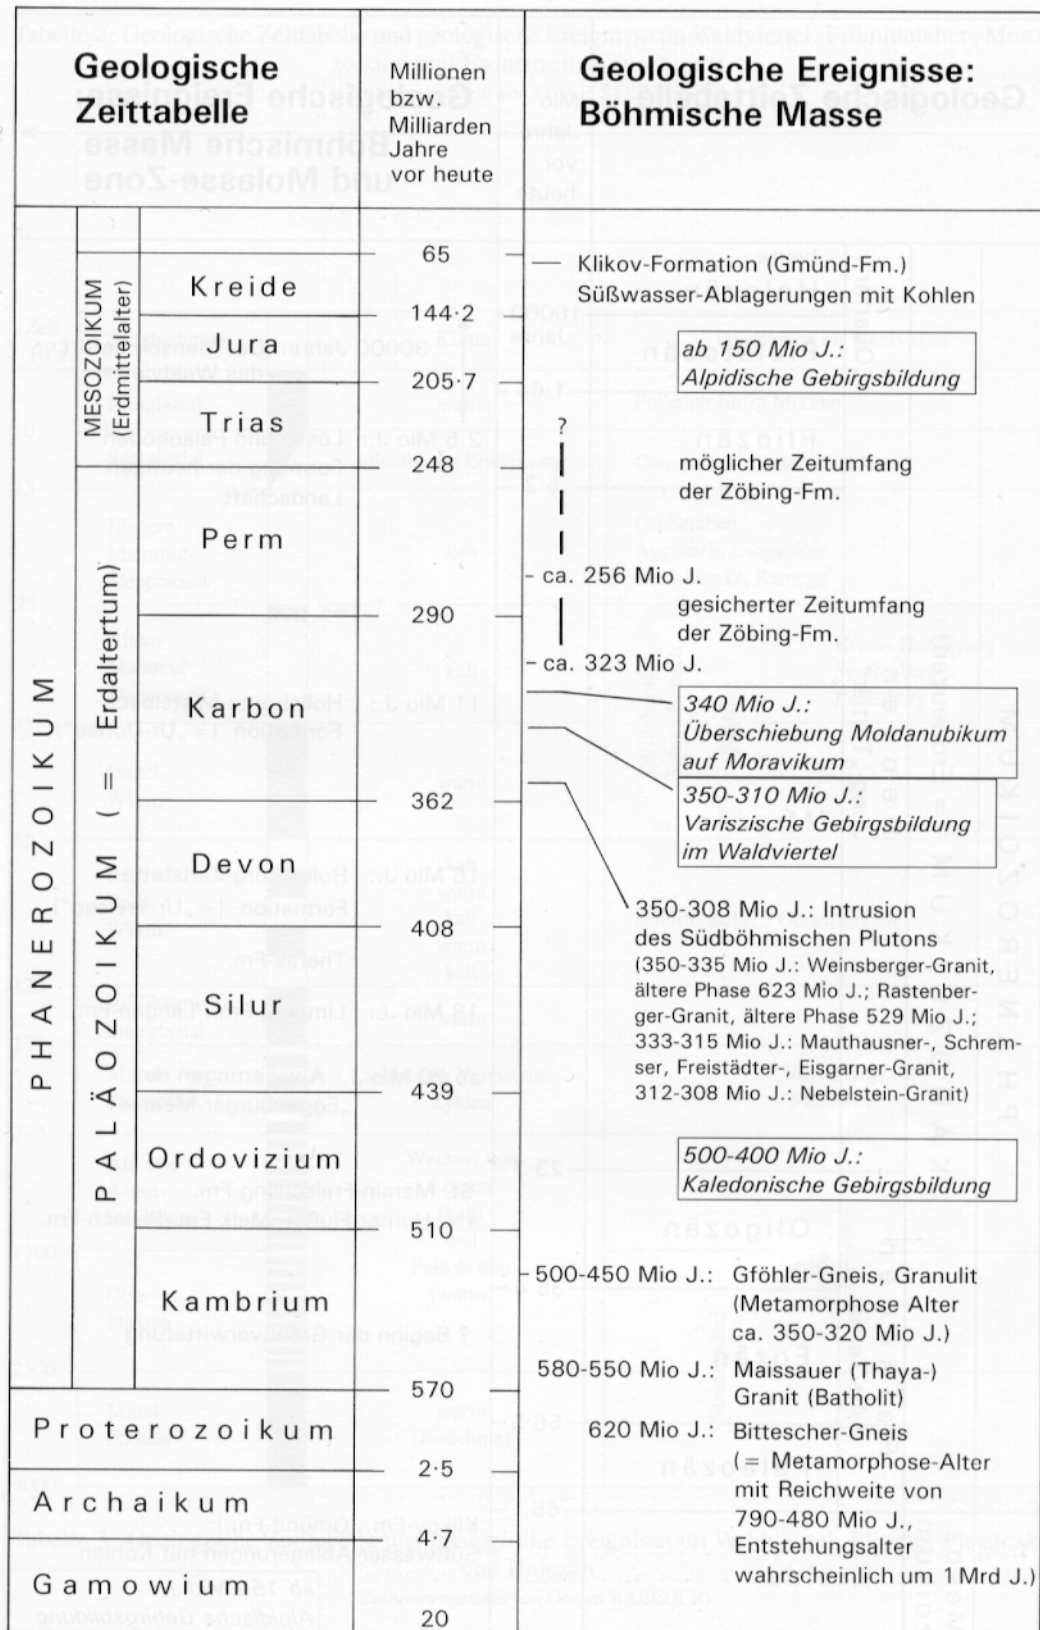 Geologische
Zeittabelle
Millionen
bzw.
Milliarden
Jahre
vor heute
Geologische Ereignisse:
Böhmische Masse
PHANEROZOIKUM
MESOZOIKUM
(Erdmittelalter)
PALÄOZOIKUM (= Erdaltertum)
65
Kreide
144·2
Jura
205·7
Trias
248
Perm
290
Karbon
362
Devon
408
Silur
439
Ordovizium
510
Kambrium
570
Proterozoikum
2·5
Archaikum
4·7
Gamowium
20
— Klikov-Formation (Gmünd-Fm.)
Süßwasser-Ablagerungen mit Kohlen
ab 150 Mio J.:
Alpidische Gebirgsbildung
?
möglicher Zeitumfang
der Zöbing-Fm.
ca. 256 Mio J.
gesicherter Zeitumfang
der Zöbing-Fm.
ca. 323 Mio J.
340 Mio J.:
Überschiebung Moldanubikum
auf Moravikum
350-310 Mio J.:
Variszische Gebirgsbildung
im Waldviertel
350-308 Mio J.: Intrusion
des Südböhmischen Plutons
(350-335 Mio J.: Weinsberger-Granit,
ältere Phase 623 Mio J.; Rastenber-
ger-Granit, ältere Phase 529 Mio J.;
333-315 Mio J.: Mauthausner-, Schrem-
ser, Freistädter-, Eisgarner-Granit,
312-308 Mio J.: Nebelstein-Granit)
500-400 Mio J.:
Kaledonische Gebirgsbildung
500-450 Mio J.: Gföhler-Gneis, Granulit
(Metamorphose Alter
ca. 350-320 Mio J.)
580-550 Mio J.: Maissauer (Thaya-)
Granit (Batholit)
620 Mio J.: Bittescher-Gneis
(= Metamorphose-Alter
mit Reichweite von
790-480 Mio J.,
Entstehungsalter
wahrscheinlich um 1 Mrd J.)